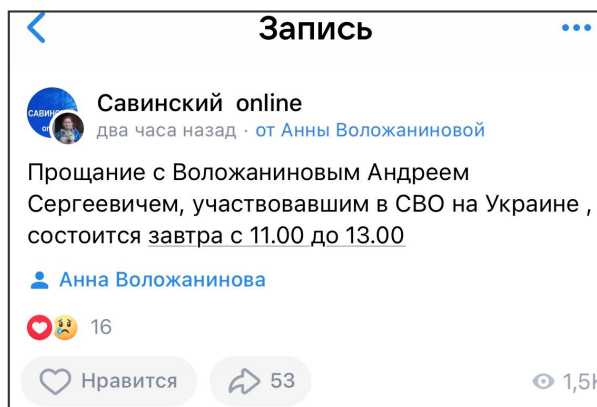 Запись
Савинский online
два часа назад · от Анны Воложаниновой
Прощание с Воложаниновым Андреем
Сергеевичем, участвовавшим в СВО на Украине ,
состоится завтра с 11.00 до 13.00
Анна Воложанинова
16
Нравится
53
1,5K